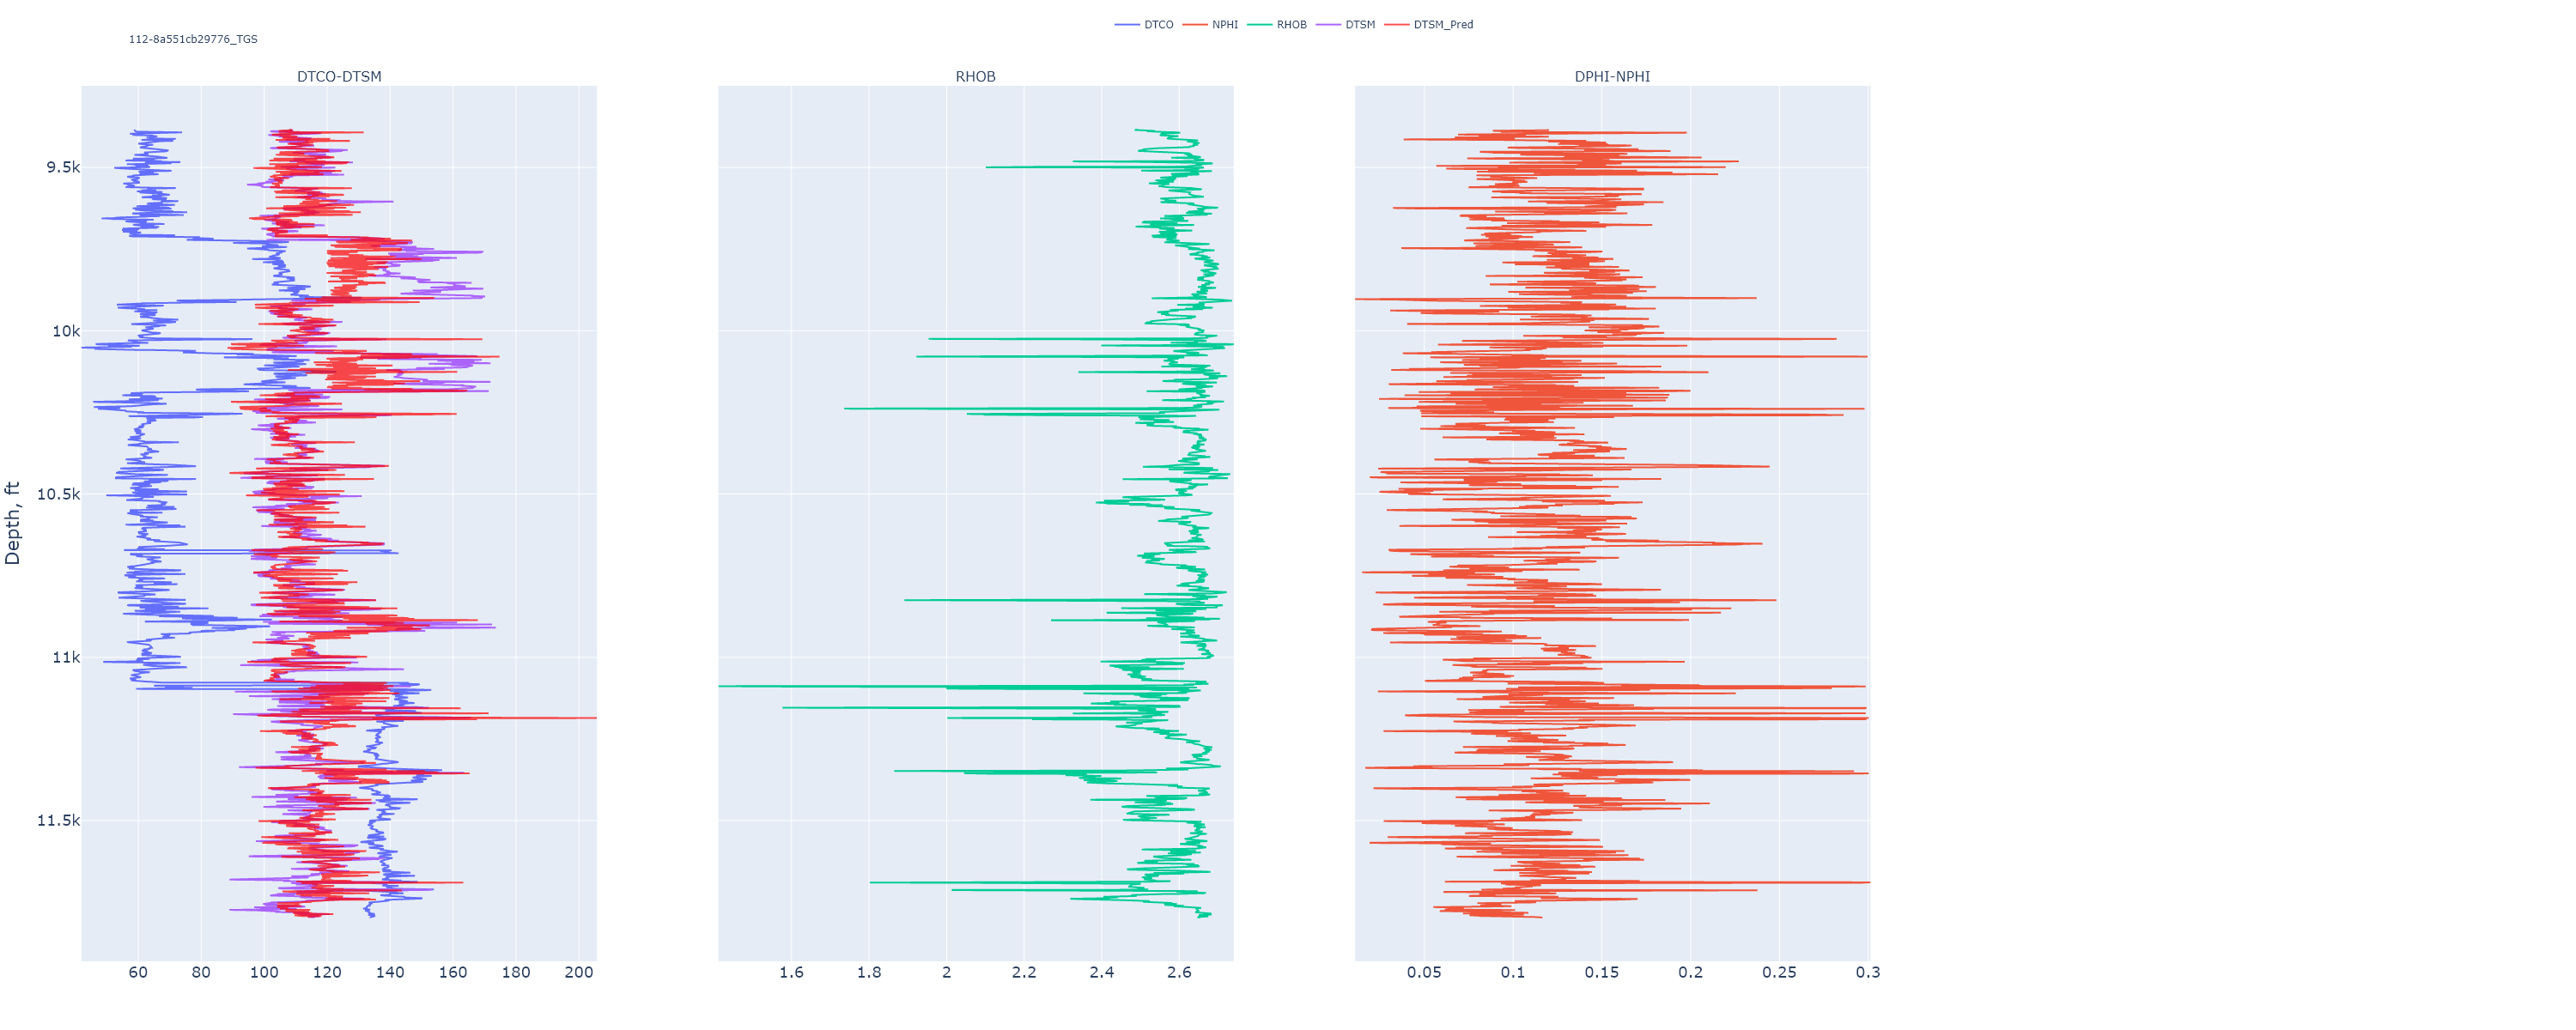 DTCO NPHI RHOB DTSM DTSM_Pred
112-8a551cb29776_TGS
DTCO-DTSM RHOB DPHI-NPHI
9.5k
10k
10.5k
11k
11.5k
Depth, ft
60 80 100 120 140 160 180 200
1.6 1.8 2 2.2 2.4 2.6
0.05 0.1 0.15 0.2 0.25 0.3